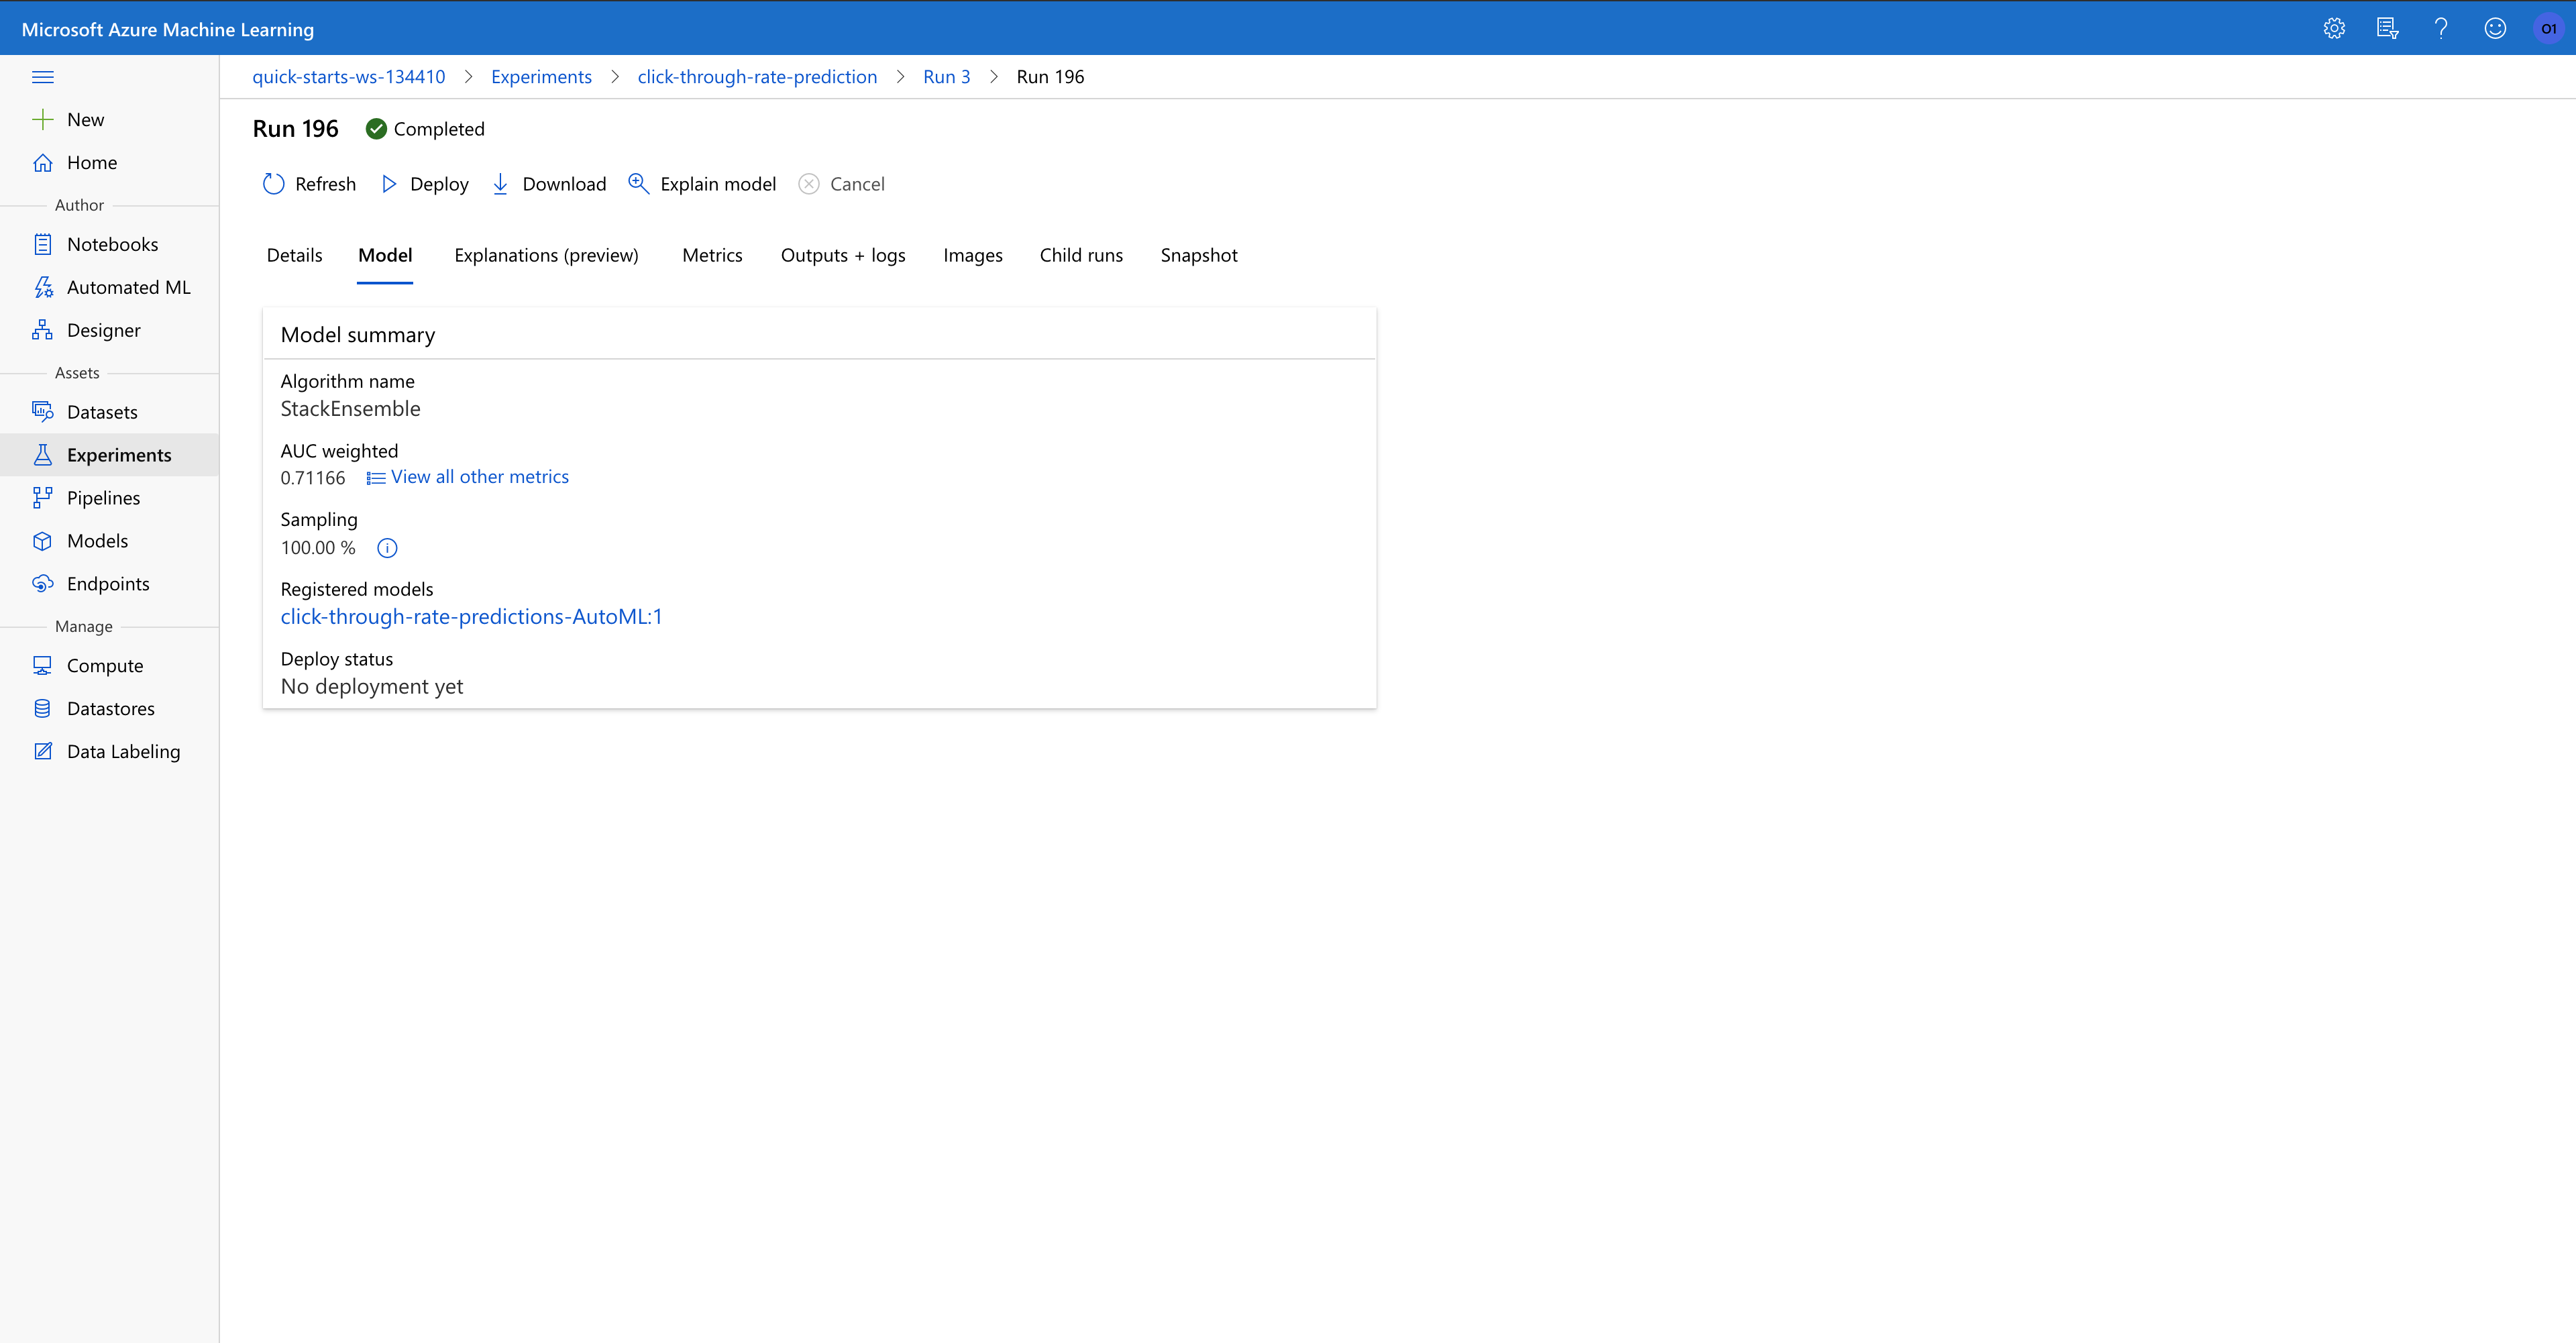 Microsoft Azure Machine Learning
O1
quick-starts-ws-134410 > Experiments > click-through-rate-prediction > Run 3 > Run 196
New
Home
Author
Notebooks
Automated ML
Designer
Assets
Datasets
Experiments
Pipelines
Models
Endpoints
Manage
Compute
Datastores
Data Labeling
Run 196 Completed
Refresh Deploy Download Explain model Cancel
Details Model Explanations (preview) Metrics Outputs + logs Images Child runs Snapshot
Model summary
Algorithm name
StackEnsemble
AUC weighted
0.71166 View all other metrics
Sampling
100.00 %
Registered models
click-through-rate-predictions-AutoML:1
Deploy status
No deployment yet